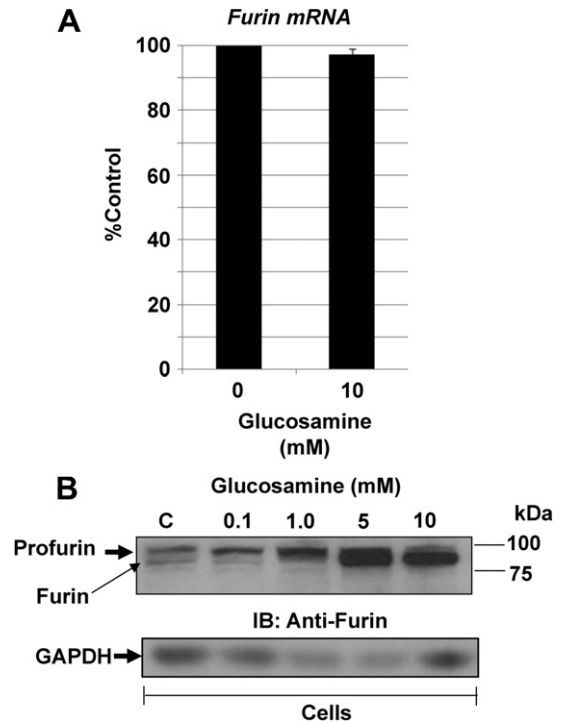 A
Furin mRNA
100
80
60
40
20
0
%Control
0 10
Glucosamine
(mM)
B
Glucosamine (mM)
C 0.1 1.0 5 10 kDa
Profurin
100
75
Furin
IB: Anti-Furin
GAPDH
Cells